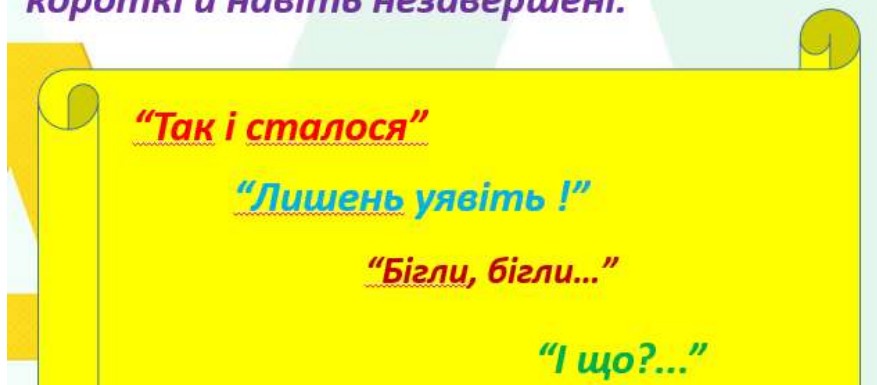 короткі й навіть незавершені.
“Так і сталося”
“Лишень уявіть !”
“Бігли, бігли...”
“І що?...”